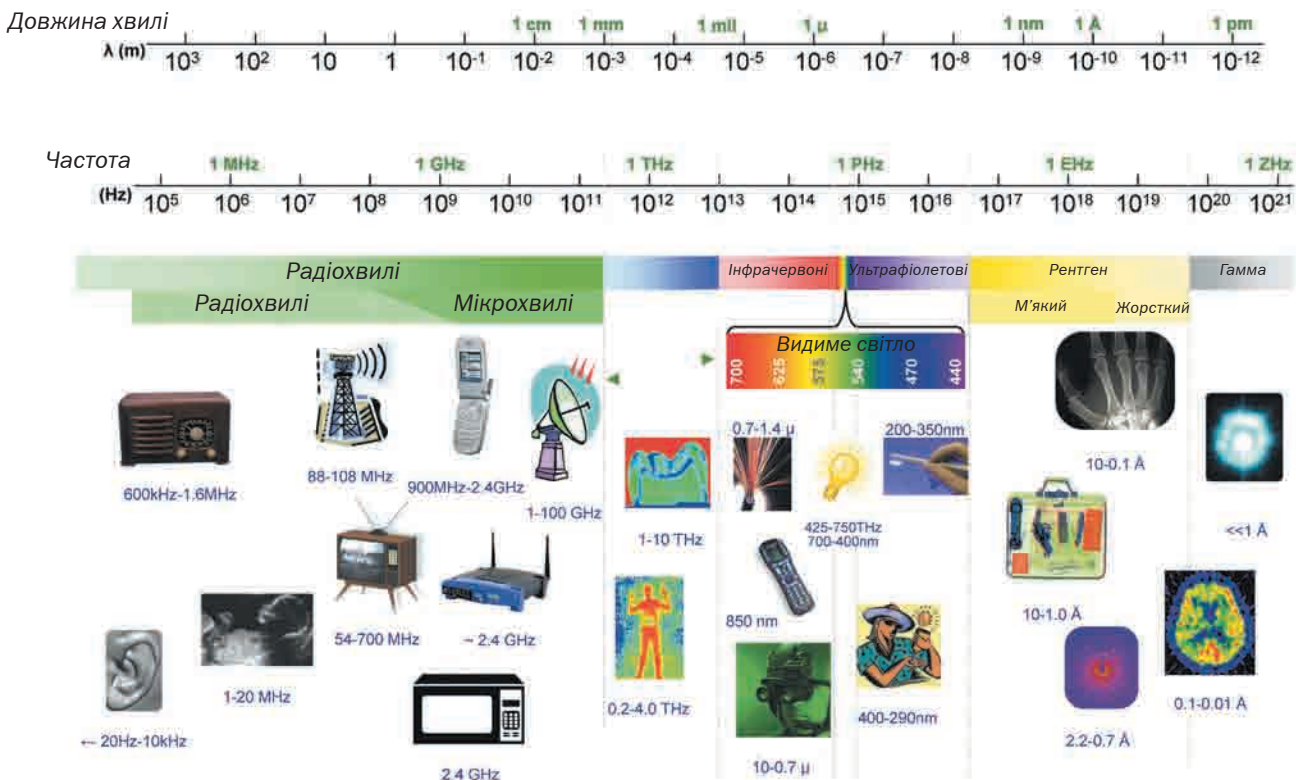 Довжина хвилі
1 cm 1 mm 1 mil 1 μ 1 nm 1 Å 1 pm
λ (m)
10³ 10² 10 1 10⁻¹ 10⁻² 10⁻³ 10⁻⁴ 10⁻⁵ 10⁻⁶ 10⁻⁷ 10⁻⁸ 10⁻⁹ 10⁻¹⁰ 10⁻¹¹ 10⁻¹²
Частота
1 MHz 1 GHz 1 THz 1 PHz 1 EHz 1 ZHz
(Hz)
10⁵ 10⁶ 10⁷ 10⁸ 10⁹ 10¹⁰ 10¹¹ 10¹² 10¹³ 10¹⁴ 10¹⁵ 10¹⁶ 10¹⁷ 10¹⁸ 10¹⁹ 10²⁰ 10²¹
Радіохвилі Інфрачервоні Ультрафіолетові Рентген Гамма
Радіохвилі Мікрохвилі М'який Жорсткий
Видиме світло
700 625 575 540 470 440
600kHz-1.6MHz
88-108 MHz
900MHz-2.4GHz
1-100 GHz
1-10 THz
0.7-1.4 μ
425-750THz
700-400nm
200-350nm
10-0.1 Å
<<1 Å
1-20 MHz
54-700 MHz
~ 2.4 GHz
850 nm
10-1.0 Å
← 20Hz-10kHz
2.4 GHz
0.2-4.0 THz
10-0.7 μ
400-290nm
2.2-0.7 Å
0.1-0.01 Å